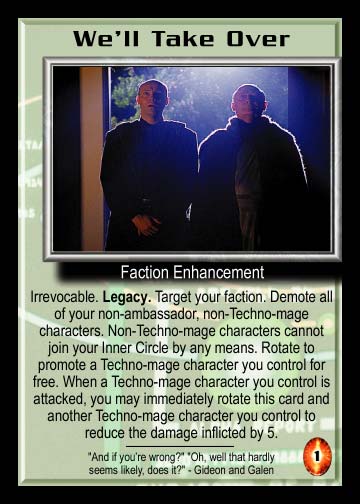 We'll Take Over
Faction Enhancement
Irrevocable. Legacy. Target your faction. Demote all
of your non-ambassador, non-Techno-mage
characters. Non-Techno-mage characters cannot
join your Inner Circle by any means. Rotate to
promote a Techno-mage character you control for
free. When a Techno-mage character you control is
attacked, you may immediately rotate this card and
another Techno-mage character you control to
reduce the damage inflicted by 5.
"And if you're wrong?" "Oh, well that hardly
seems likely, does it?" - Gideon and Galen
1